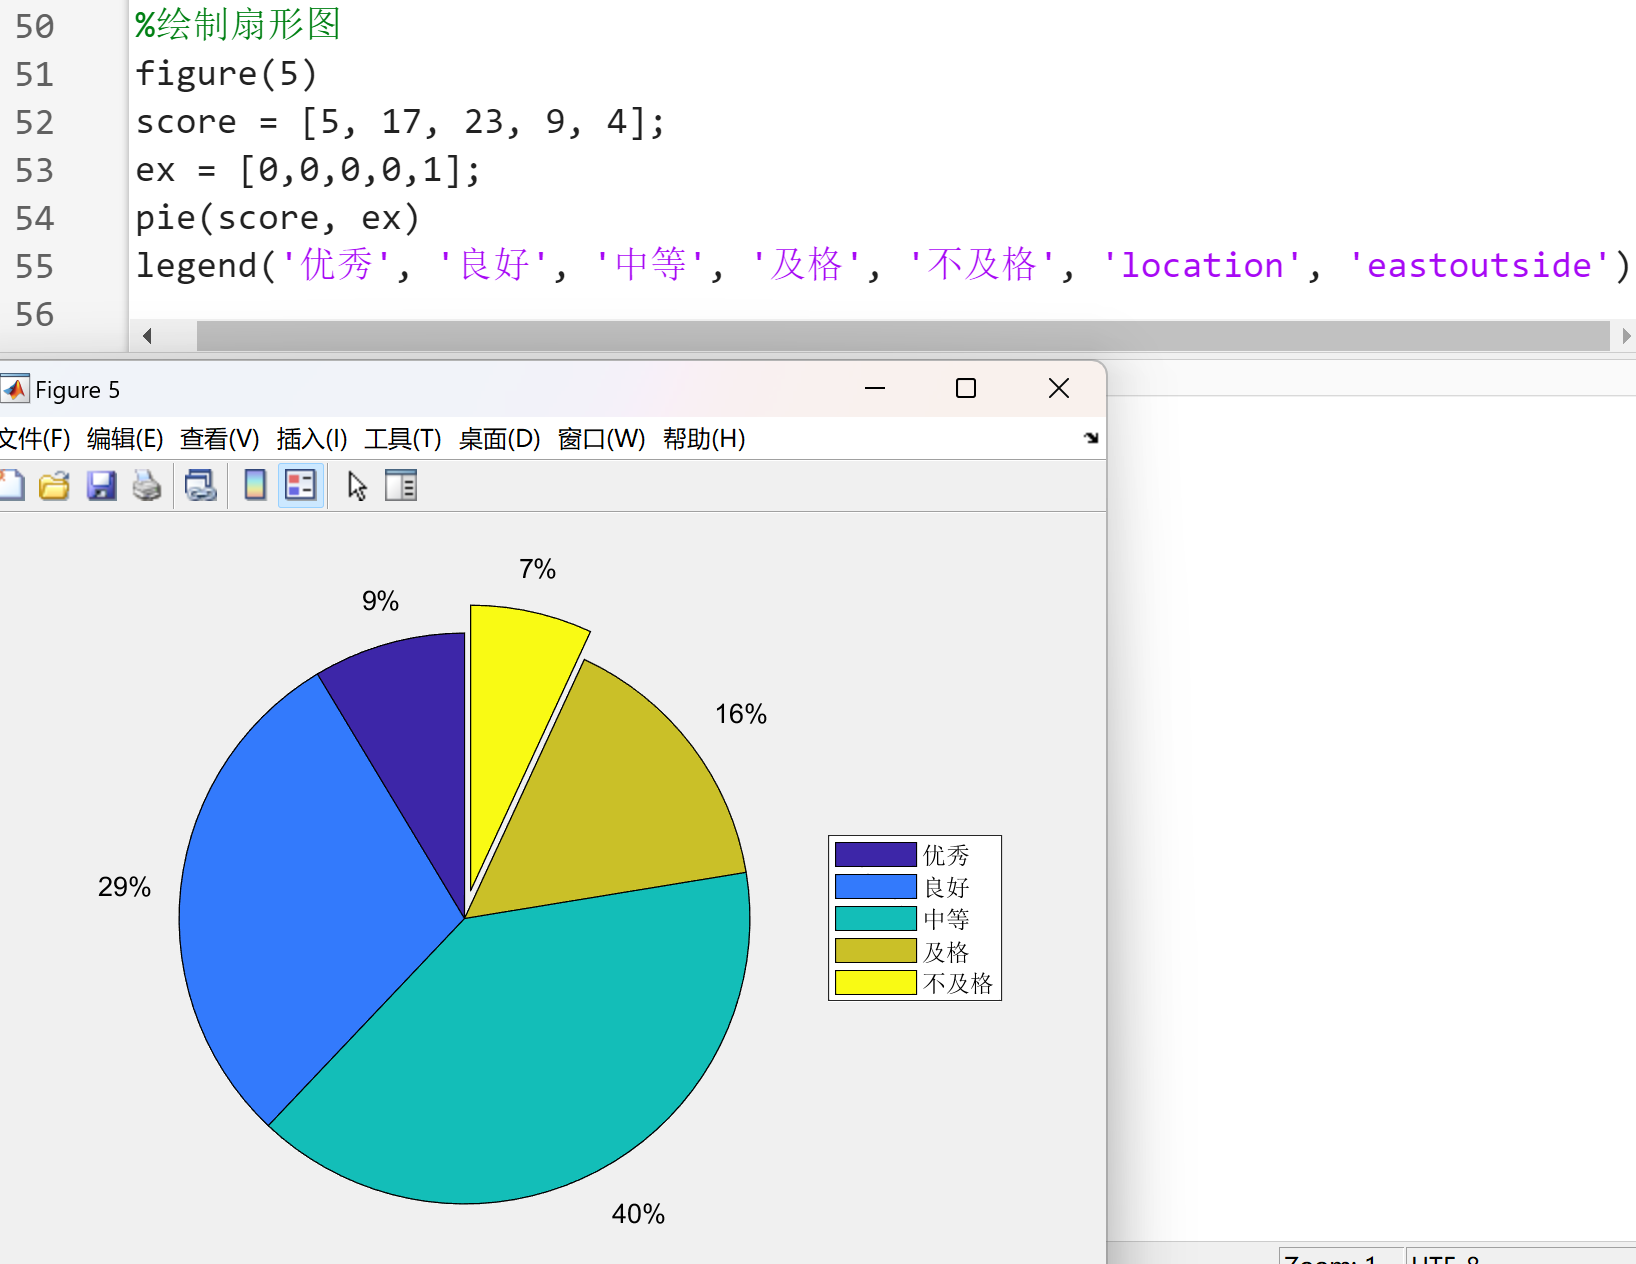 50 %绘制扇形图
51 figure(5)
52 score = [5, 17, 23, 9, 4];
53 ex = [0,0,0,0,1];
54 pie(score, ex)
55 legend('优秀', '良好', '中等', '及格', '不及格', 'location', 'eastoutside')
56
Figure 5
文件(F) 编辑(E) 查看(V) 插入(I) 工具(T) 桌面(D) 窗口(W) 帮助(H)
7%
9%
16%
29%
40%
优秀
良好
中等
及格
不及格
Zoom: 1 UTF-8